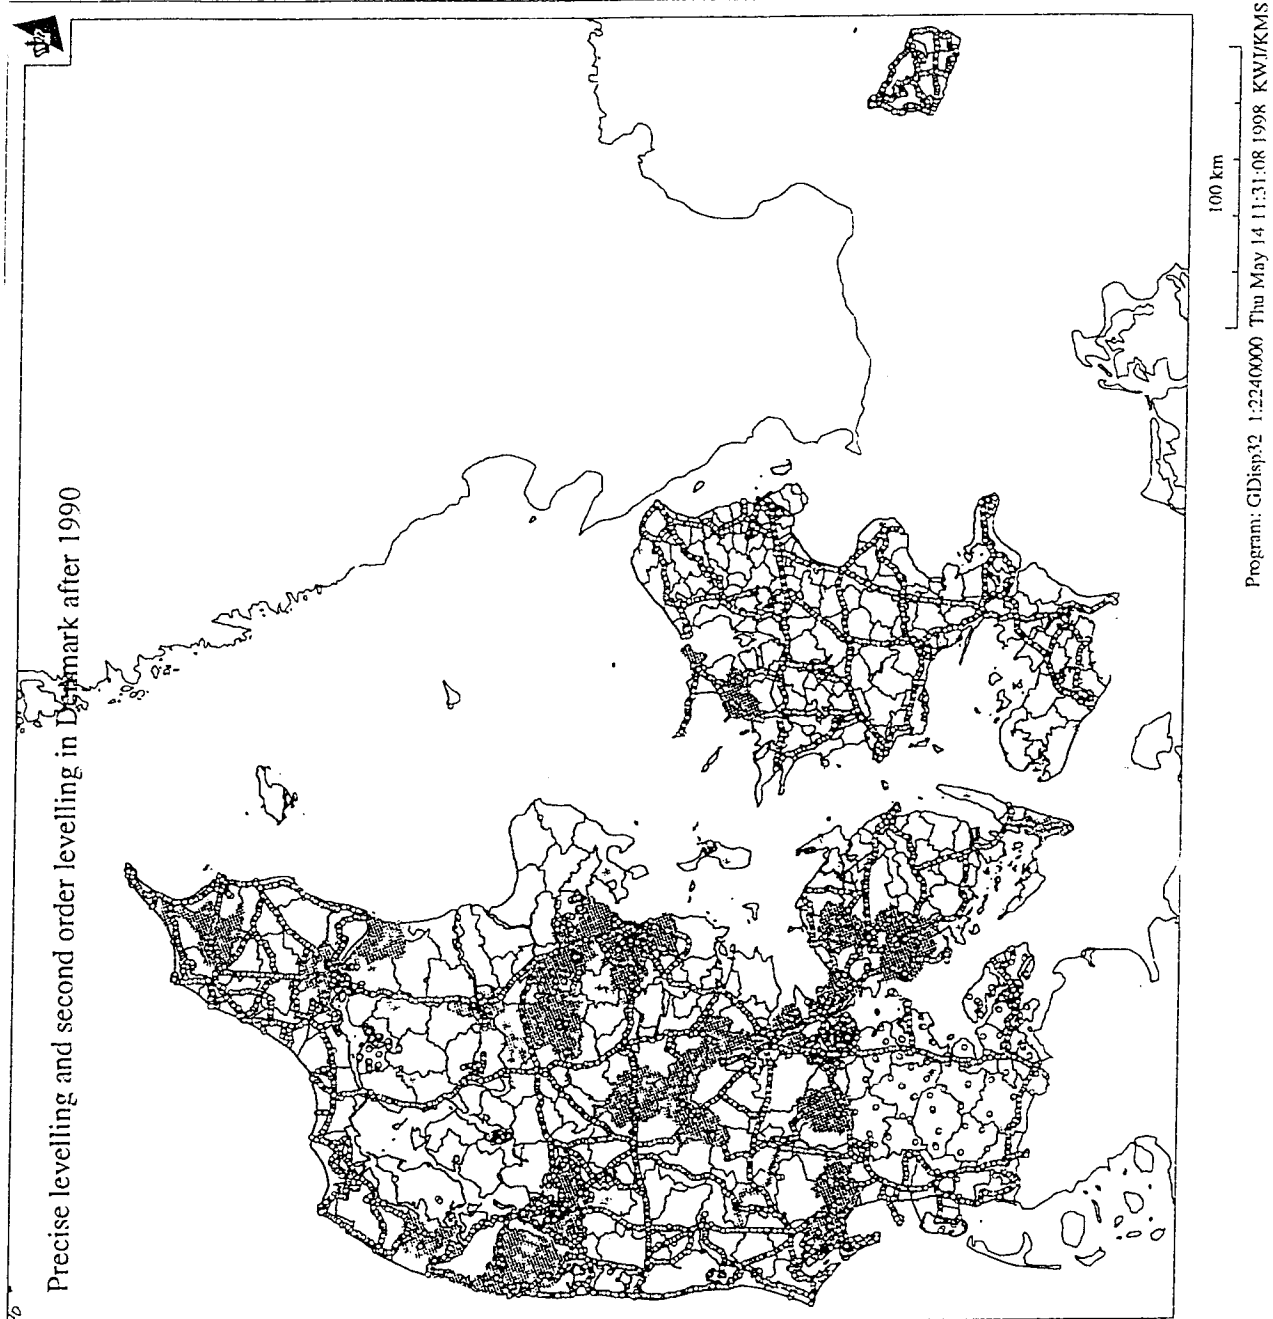 Precise levelling and second order levelling in Denmark after 1990
100 km
Program: GDisp32 1:2240000 Thu May 14 11:31:08 1998 KWJ/KMS